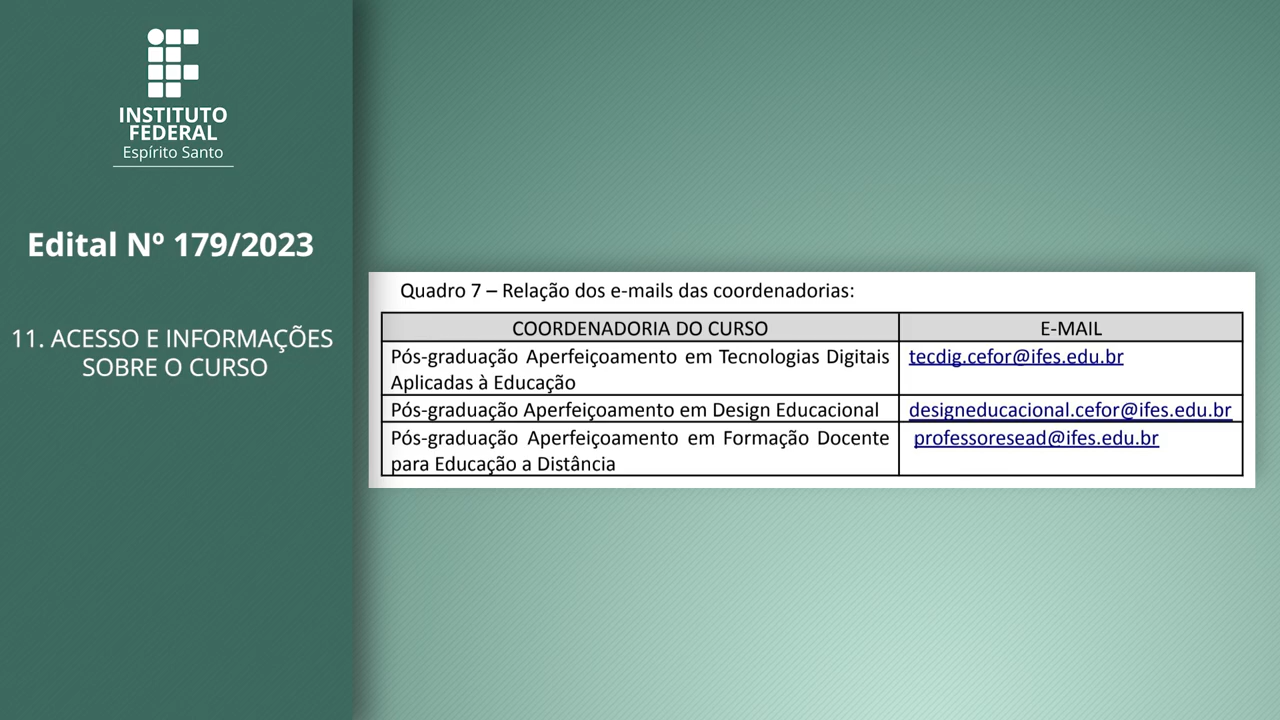 INSTITUTO
FEDERAL
Espírito Santo
Edital Nº 179/2023
11. ACESSO E INFORMAÇÕES
SOBRE O CURSO
Quadro 7 – Relação dos e-mails das coordenadorias:
COORDENADORIA DO CURSO E-MAIL
Pós-graduação Aperfeiçoamento em Tecnologias Digitais tecdig.cefor@ifes.edu.br
Aplicadas à Educação
Pós-graduação Aperfeiçoamento em Design Educacional designeducacional.cefor@ifes.edu.br
Pós-graduação Aperfeiçoamento em Formação Docente professoresead@ifes.edu.br
para Educação a Distância